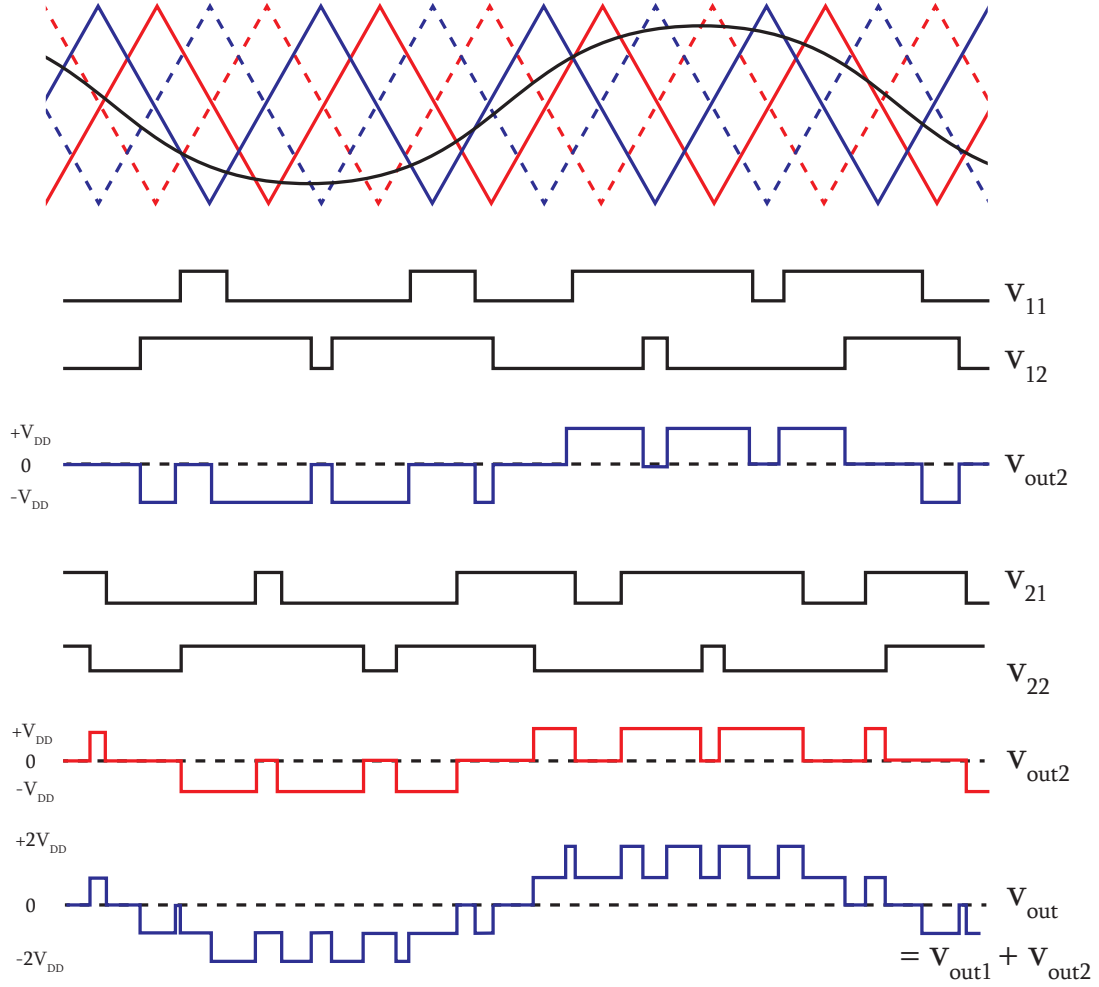 v11
v12
+VDD
0
-VDD
vout2
v21
v22
+VDD
0
-VDD
vout2
+2VDD
0
-2VDD
vout
= vout1 + vout2